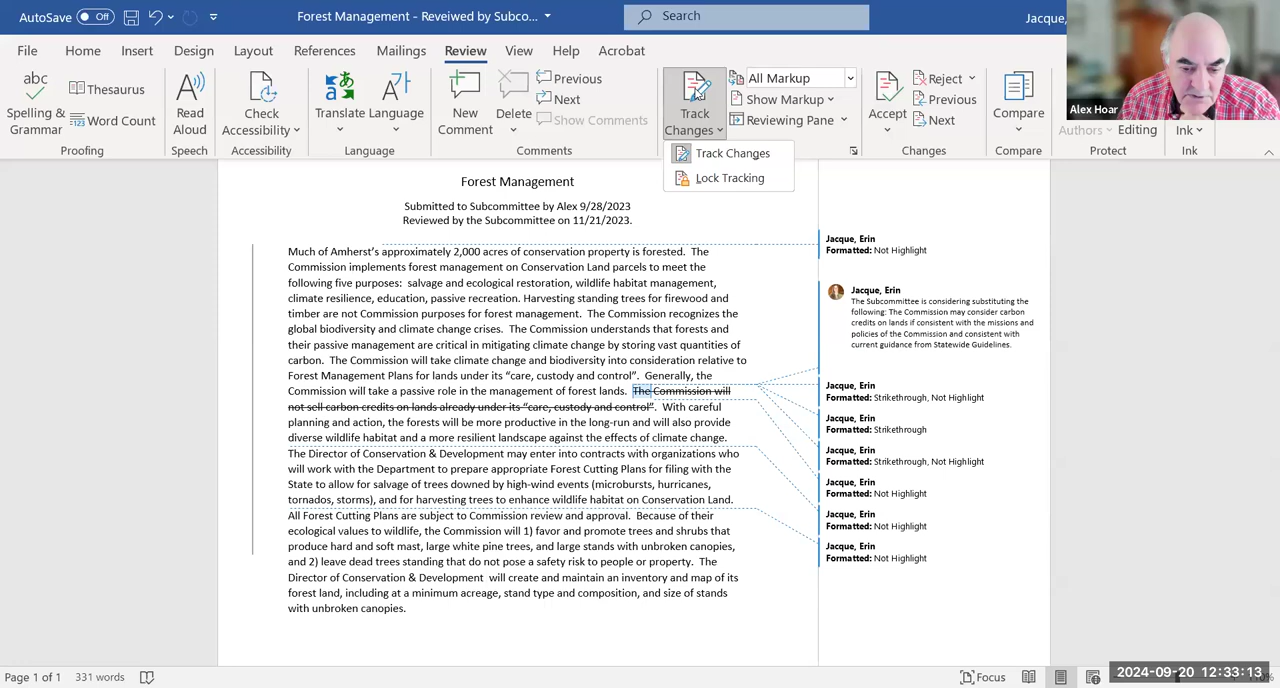 AutoSave Off Forest Management - Reveiwed by Subco... Search Jacque,
File Home Insert Design Layout References Mailings Review View Help Acrobat
abc Thesaurus Previous All Markup Reject
Next Show Markup Previous
Spelling & Grammar Word Count Read Aloud Check Accessibility Translate Language New Comment Delete Show Comments Track Changes Reviewing Pane Accept Next Compare Authors Editing Ink
Proofing Speech Accessibility Language Comments Changes Compare Protect Ink
Alex Hoar
Track Changes
Lock Tracking
Forest Management
Submitted to Subcommittee by Alex 9/28/2023
Reviewed by the Subcommittee on 11/21/2023.
Much of Amherst's approximately 2,000 acres of conservation property is forested. The
Commission implements forest management on Conservation Land parcels to meet the
following five purposes: salvage and ecological restoration, wildlife habitat management,
climate resilience, education, passive recreation. Harvesting standing trees for firewood and
timber are not Commission purposes for forest management. The Commission recognizes the
global biodiversity and climate change crises. The Commission understands that forests and
their passive management are critical in mitigating climate change by storing vast quantities of
carbon. The Commission will take climate change and biodiversity into consideration relative to
Forest Management Plans for lands under its “care, custody and control”. Generally, the
Commission will take a passive role in the management of forest lands. The Commission will
not sell carbon credits on lands already under its “care, custody and control”. With careful
planning and action, the forests will be more productive in the long-run and will also provide
diverse wildlife habitat and a more resilient landscape against the effects of climate change.
The Director of Conservation & Development may enter into contracts with organizations who
will work with the Department to prepare appropriate Forest Cutting Plans for filing with the
State to allow for salvage of trees downed by high-wind events (microbursts, hurricanes,
tornados, storms), and for harvesting trees to enhance wildlife habitat on Conservation Land.
All Forest Cutting Plans are subject to Commission review and approval. Because of their
ecological values to wildlife, the Commission will 1) favor and promote trees and shrubs that
produce hard and soft mast, large white pine trees, and large stands with unbroken canopies,
and 2) leave dead trees standing that do not pose a safety risk to people or property. The
Director of Conservation & Development will create and maintain an inventory and map of its
forest land, including at a minimum acreage, stand type and composition, and size of stands
with unbroken canopies.
Jacque, Erin
Formatted: Not Highlight
Jacque, Erin
The Subcommittee is considering substituting the
following: The Commission may consider carbon
credits on lands if consistent with the missions and
policies of the Commission and consistent with
current guidance from Statewide Guidelines.
Jacque, Erin
Formatted: Strikethrough, Not Highlight
Jacque, Erin
Formatted: Strikethrough
Jacque, Erin
Formatted: Strikethrough, Not Highlight
Jacque, Erin
Formatted: Not Highlight
Jacque, Erin
Formatted: Not Highlight
Jacque, Erin
Formatted: Not Highlight
Page 1 of 1 331 words Focus
2024-09-20 12:33:13